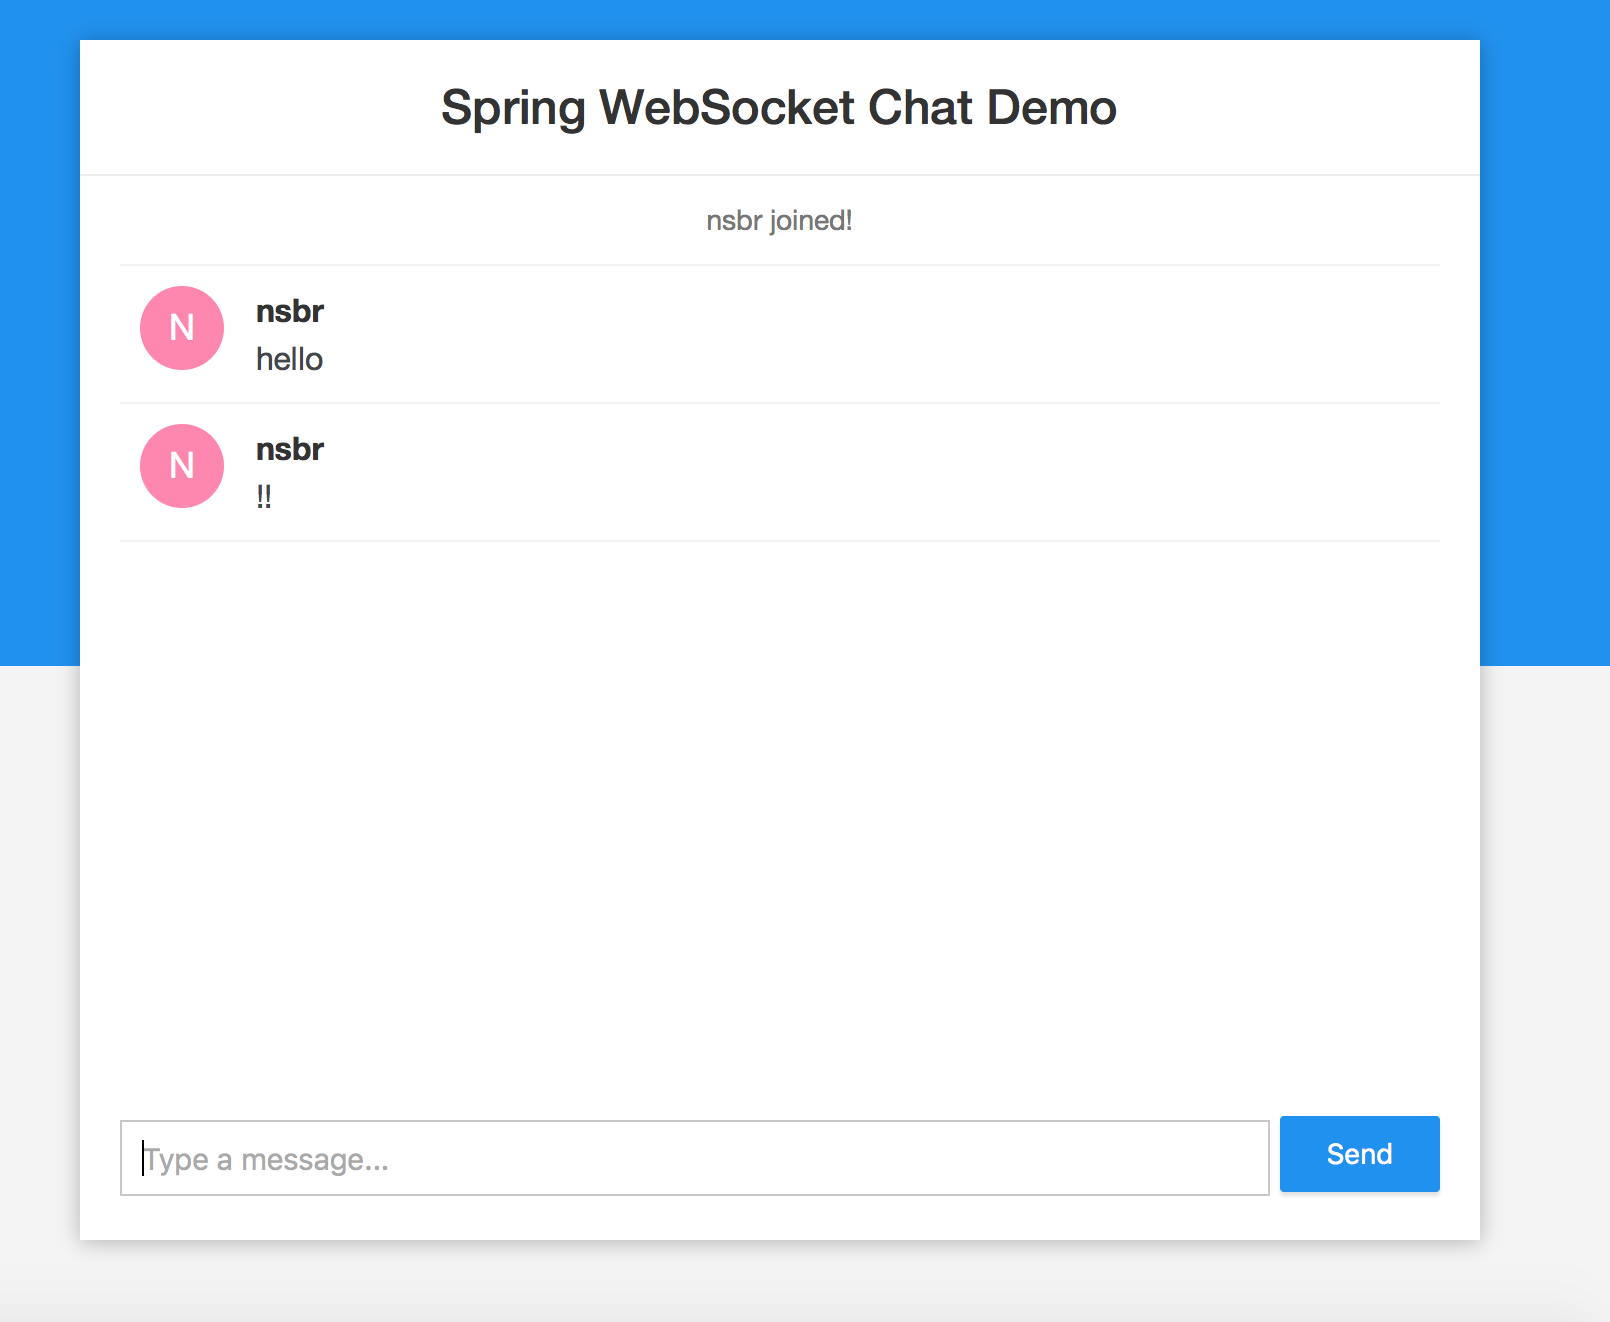 Spring WebSocket Chat Demo
nsbr joined!
N
nsbr
hello
N
nsbr
!!
Type a message...
Send